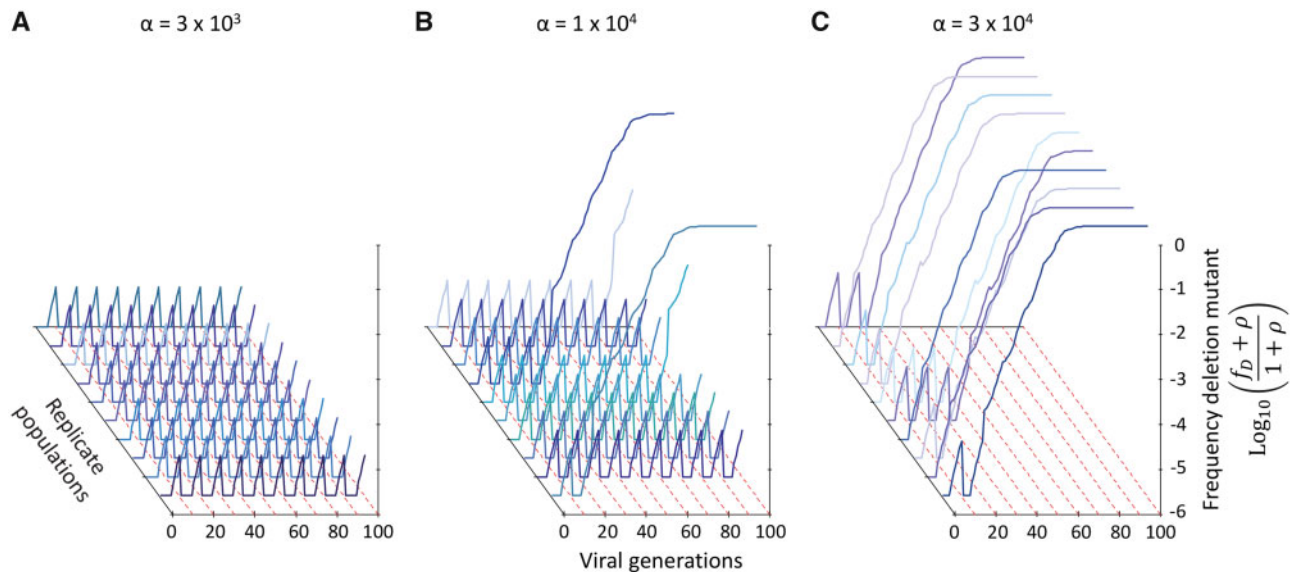 A
α = 3 x 10³
B
α = 1 x 10⁴
C
α = 3 x 10⁴
Replicate
populations
0 20 40 60 80 100
0 20 40 60 80 100
0 20 40 60 80 100
Viral generations
0
-1
-2
-3
-4
-5
-6
Frequency deletion mutant
Log₁₀ (f_D + ρ / 1 + ρ)